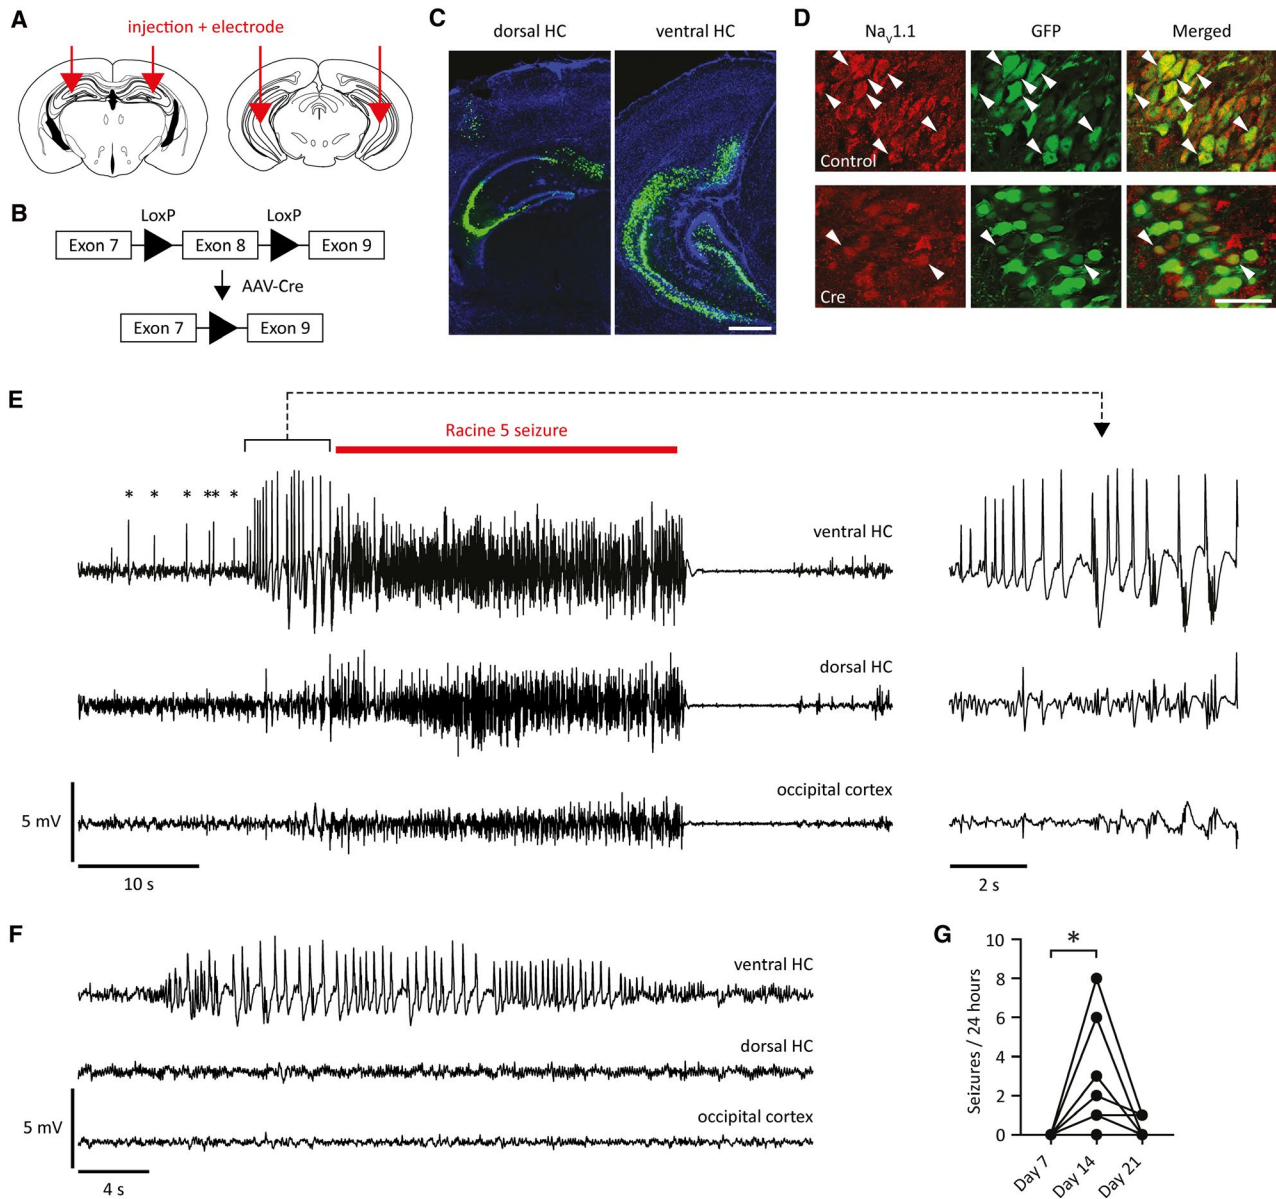 A
injection + electrode
B
LoxP LoxP
Exon 7 Exon 8 Exon 9
AAV-Cre
Exon 7 Exon 9
C
dorsal HC ventral HC
D
NaV1.1 GFP Merged
Control
Cre
E
Racine 5 seizure
* * * ** *
ventral HC
dorsal HC
occipital cortex
5 mV
10 s 2 s
F
ventral HC
dorsal HC
occipital cortex
5 mV
4 s
G
*
Seizures / 24 hours
10
8
6
4
2
0
Day 7 Day 14 Day 21